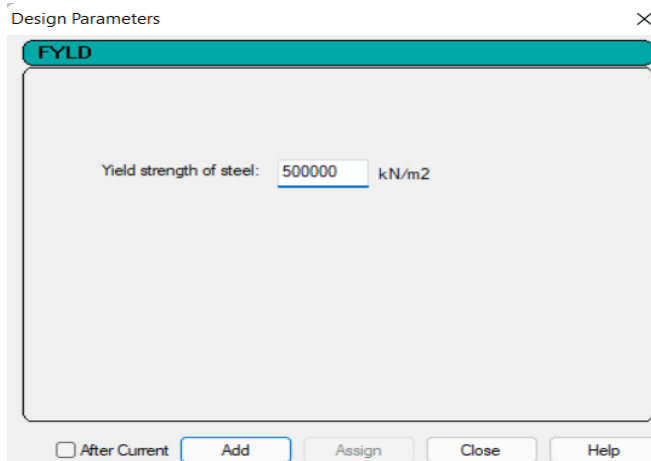 Design Parameters
FYLD
Yield strength of steel: 500000 kN/m2
After Current Add Assign Close Help